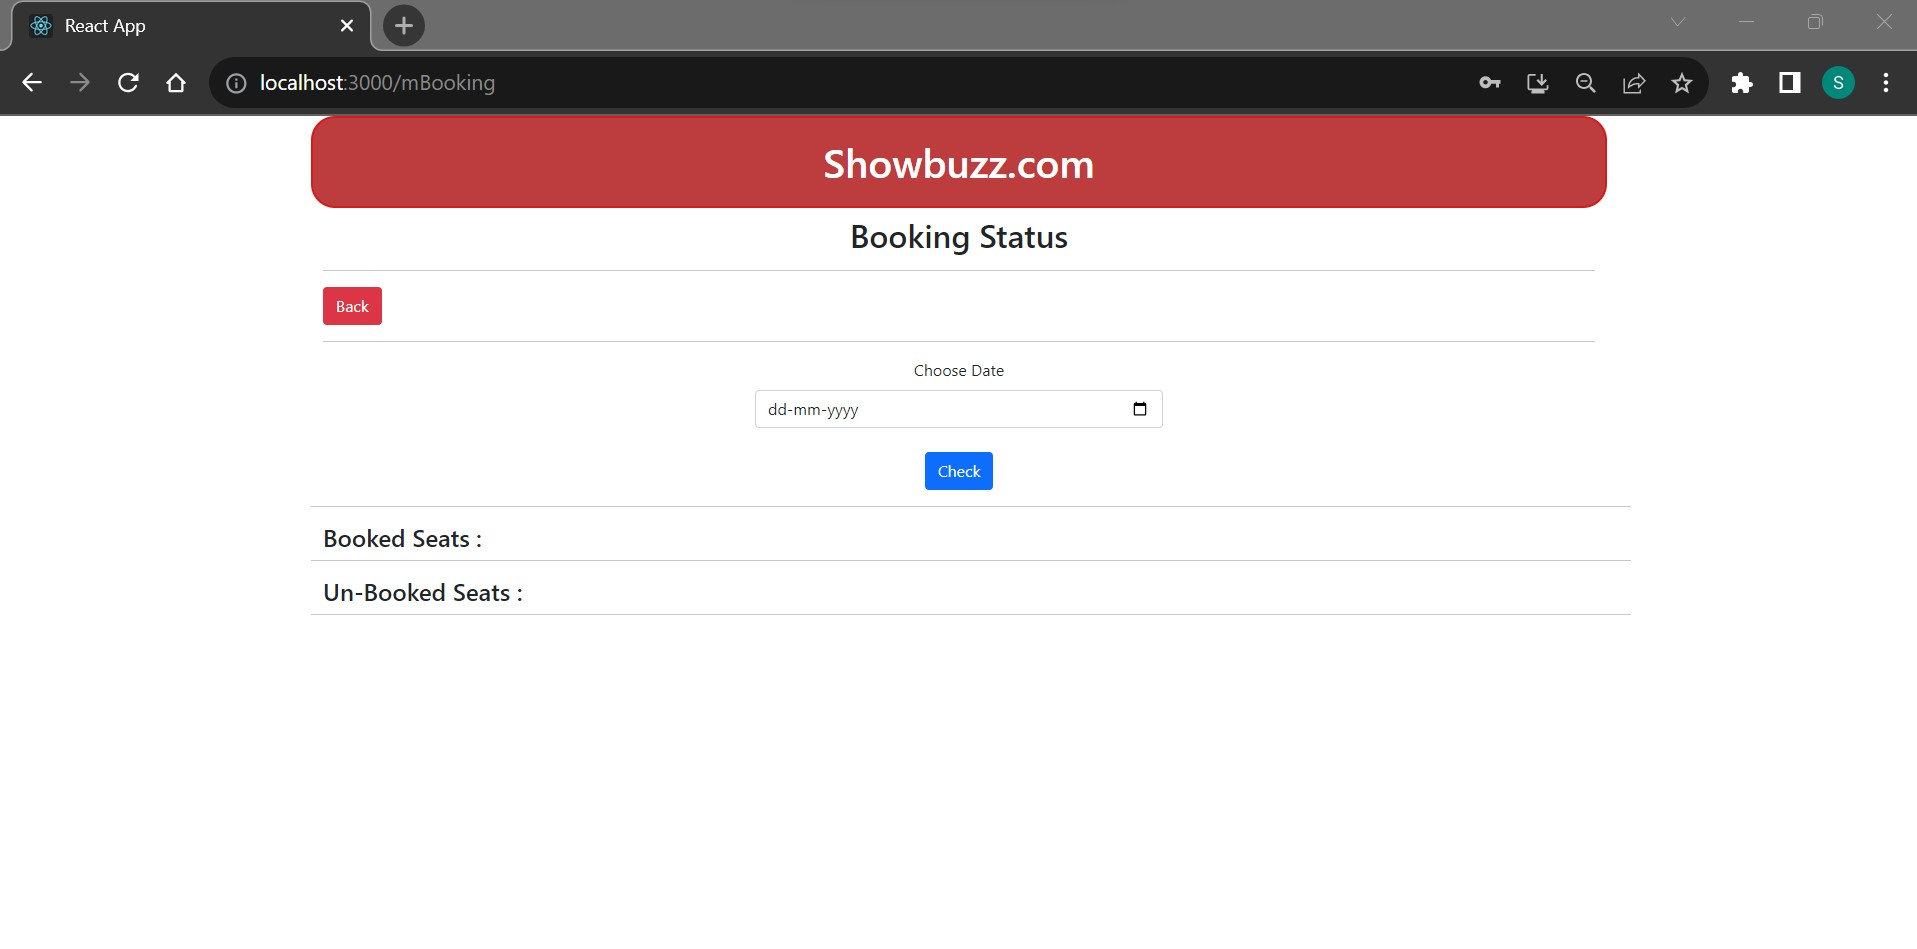 React App
localhost:3000/mBooking
S
Showbuzz.com
Booking Status
Back
Choose Date
dd-mm-yyyy
Check
Booked Seats :
Un-Booked Seats :